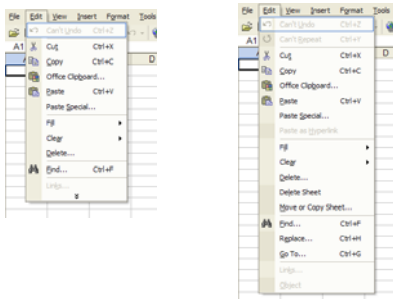 File Edit View Insert Format Tools
Can't Undo Ctrl+Z
A1
Cut Ctrl+X
D
Copy Ctrl+C
Office Clipboard...
Paste Ctrl+V
Paste Special...
Fill
Clear
Delete...
Find... Ctrl+F
Links...
File Edit View Insert Format Tools
Can't Undo Ctrl+Z
Can't Repeat Ctrl+Y
A1
Cut Ctrl+X
D
Copy Ctrl+C
Office Clipboard...
Paste Ctrl+V
Paste Special...
Paste as Hyperlink
Fill
Clear
Delete...
Delete Sheet
Move or Copy Sheet...
Find... Ctrl+F
Replace... Ctrl+H
Go To... Ctrl+G
Links...
Object